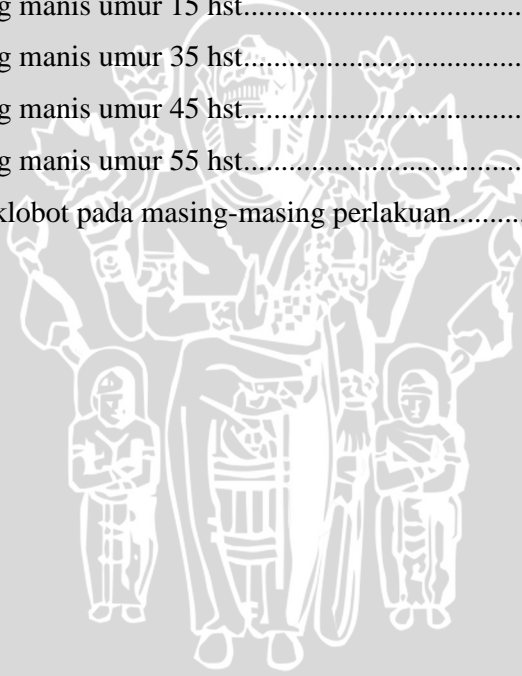 g manis umur 15 hst..............................................
g manis umur 35 hst..............................................
g manis umur 45 hst..............................................
g manis umur 55 hst..............................................
klobot pada masing-masing perlakuan..........